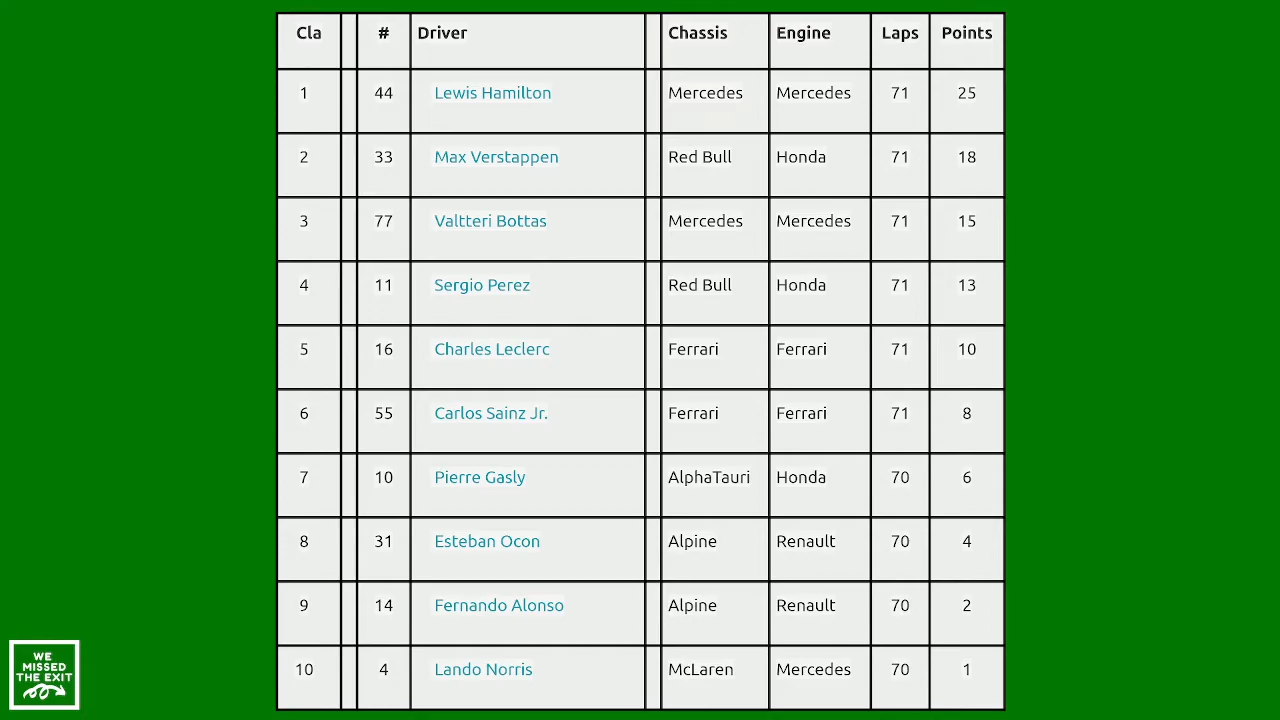 Cla # Driver Chassis Engine Laps Points
1 44 Lewis Hamilton Mercedes Mercedes 71 25
2 33 Max Verstappen Red Bull Honda 71 18
3 77 Valtteri Bottas Mercedes Mercedes 71 15
4 11 Sergio Perez Red Bull Honda 71 13
5 16 Charles Leclerc Ferrari Ferrari 71 10
6 55 Carlos Sainz Jr. Ferrari Ferrari 71 8
7 10 Pierre Gasly AlphaTauri Honda 70 6
8 31 Esteban Ocon Alpine Renault 70 4
9 14 Fernando Alonso Alpine Renault 70 2
10 4 Lando Norris McLaren Mercedes 70 1
WE
MISSED
THE EXIT